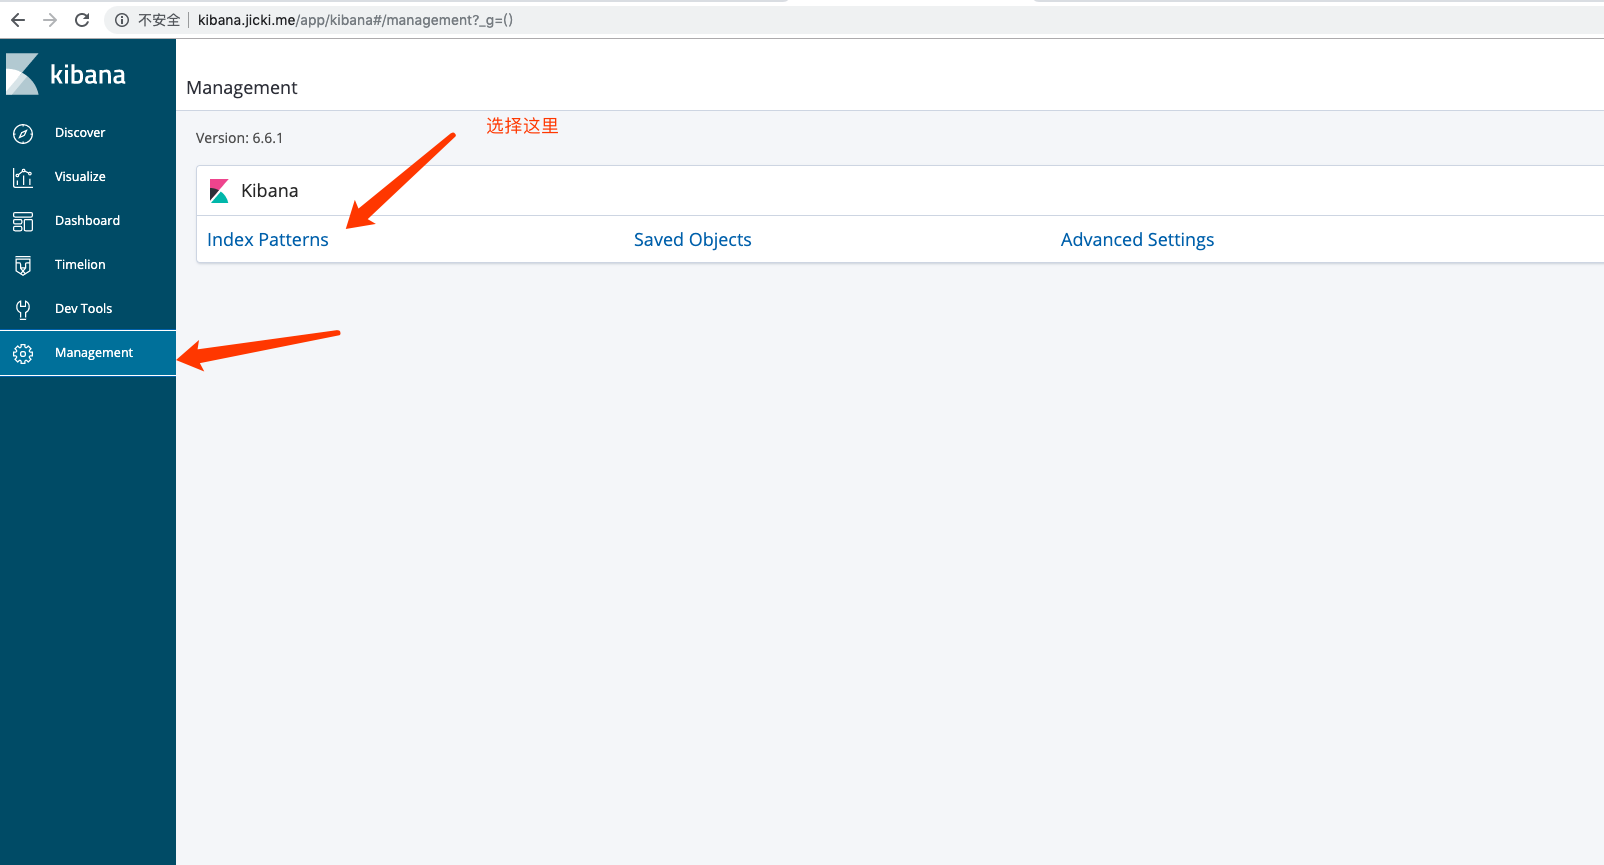 不安全 kibana.jicki.me/app/kibana#/management?_g=()
kibana
Management
Discover
选择这里
Version: 6.6.1
Visualize
Kibana
Dashboard
Index Patterns Saved Objects Advanced Settings
Timelion
Dev Tools
Management